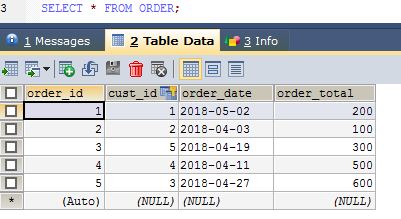 3 SELECT * FROM ORDER;
1 Messages 2 Table Data 3 Info
order_id cust_id order_date order_total
1 1 2018-05-02 200
2 2 2018-04-03 100
3 5 2018-04-19 300
4 4 2018-04-11 500
5 3 2018-04-27 600
* (Auto) (NULL) (NULL) (NULL)